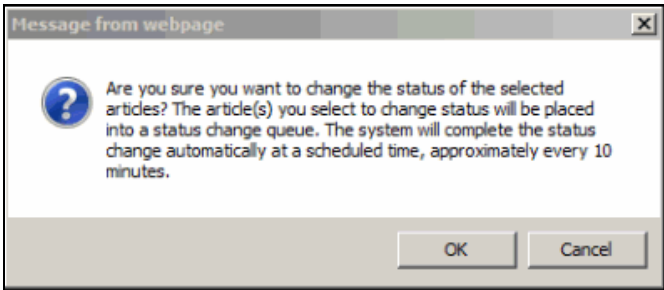 Message from webpage
Are you sure you want to change the status of the selected
articles? The article(s) you select to change status will be placed
into a status change queue. The system will complete the status
change automatically at a scheduled time, approximately every 10
minutes.
OK
Cancel